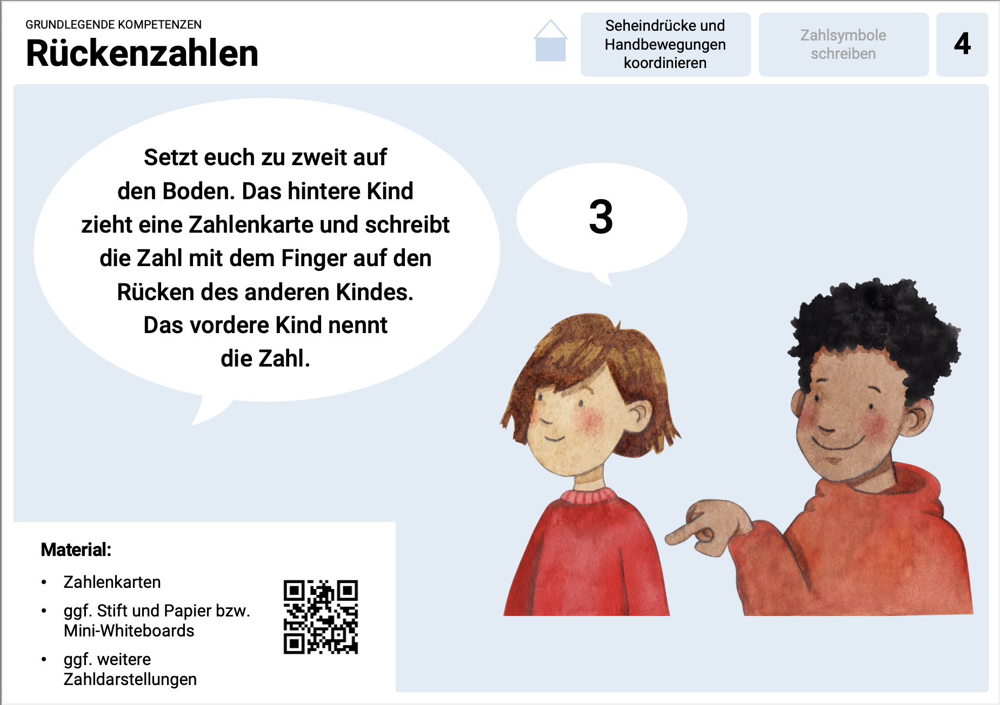 GRUNDLEGENDE KOMPETENZEN
Rückenzahlen
Seheindrücke und
Handbewegungen
koordinieren
Zahlsymbole
schreiben
4
Setzt euch zu zweit auf
den Boden. Das hintere Kind
zieht eine Zahlenkarte und schreibt
die Zahl mit dem Finger auf den
Rücken des anderen Kindes.
Das vordere Kind nennt
die Zahl.
3
Material:
• Zahlenkarten
• ggf. Stift und Papier bzw.
Mini-Whiteboards
• ggf. weitere
Zahldarstellungen